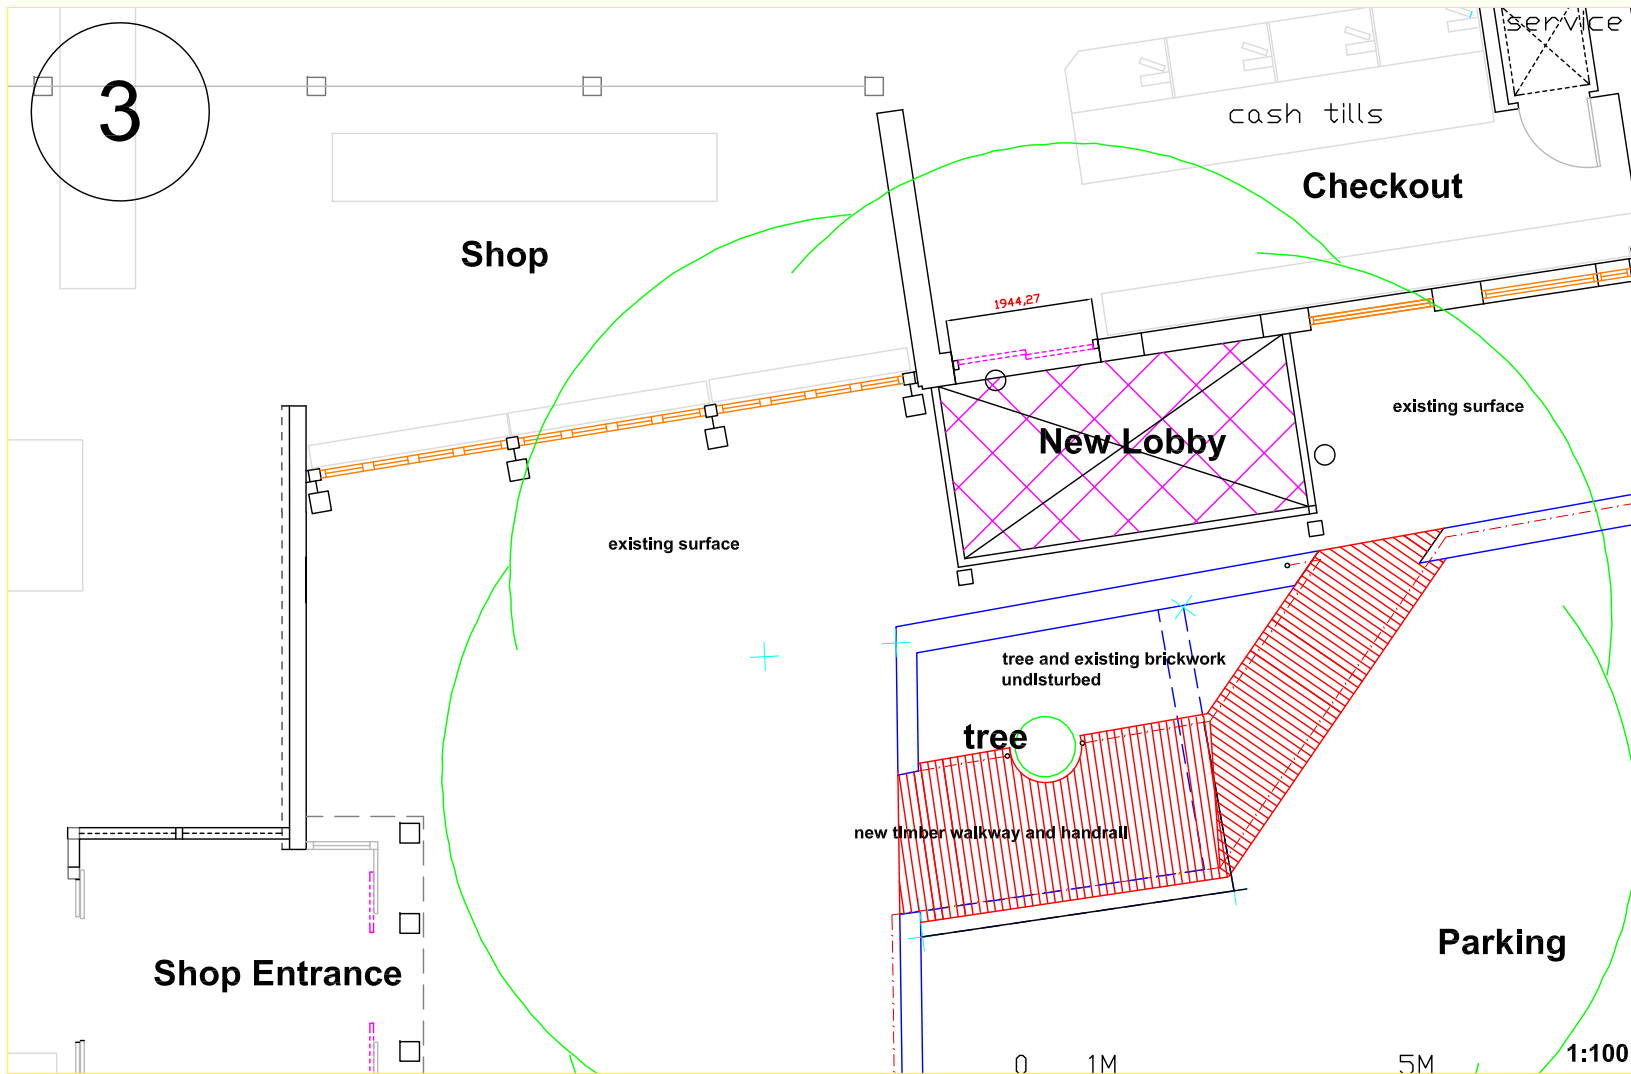 3
service
cash tills
Checkout
Shop
1944,27
existing surface
New Lobby
existing surface
tree and existing brickwork
undIsturbed
tree
new tImber walkway and handraIl
Parking
Shop Entrance
0 1M 5M
1:100